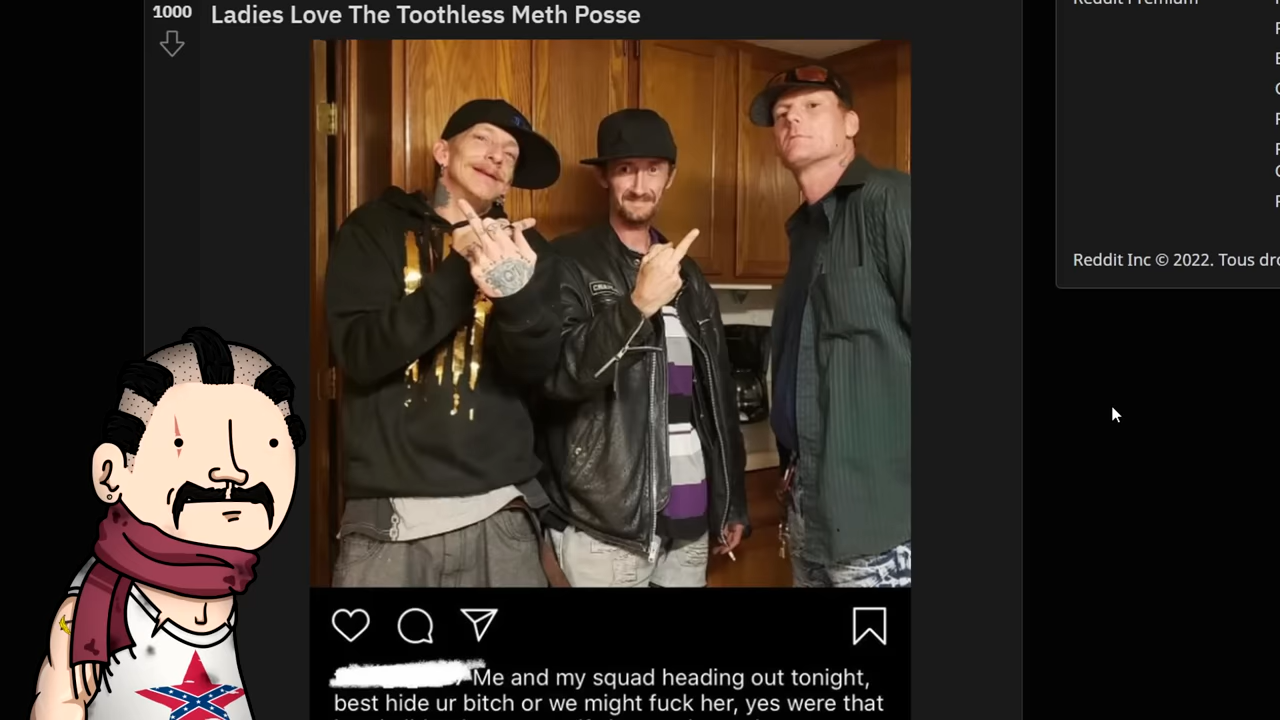 1000
Ladies Love The Toothless Meth Posse
Reddit Inc © 2022. Tous dro
Me and my squad heading out tonight,
best hide ur bitch or we might fuck her, yes were that